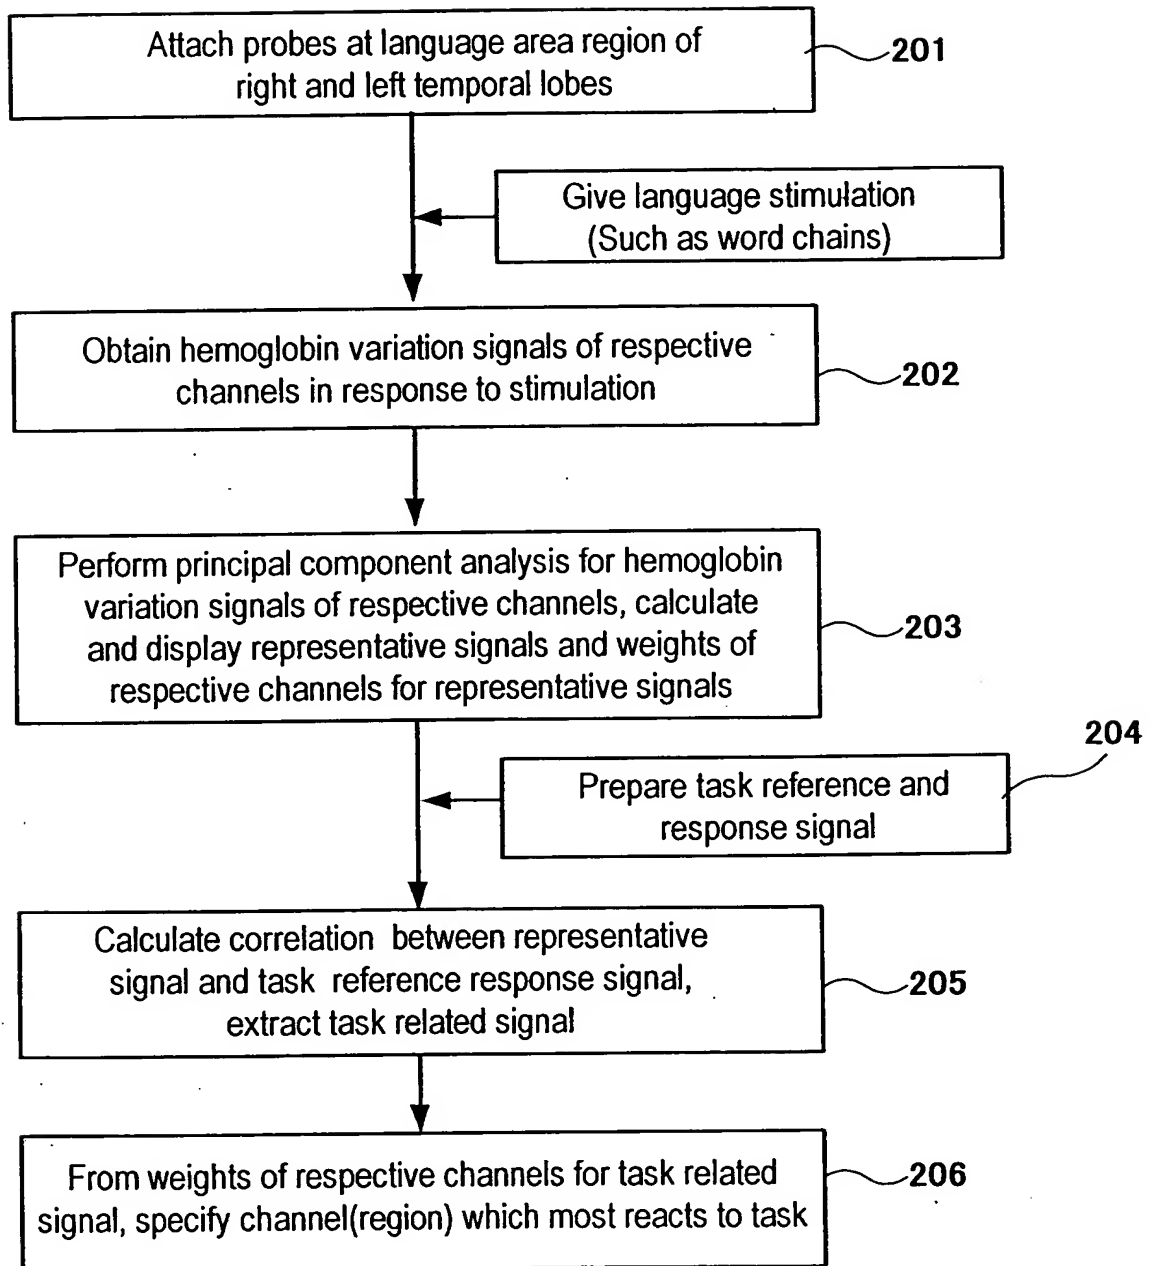 Attach probes at language area region of
right and left temporal lobes
201
Give language stimulation
(Such as word chains)
Obtain hemoglobin variation signals of respective
channels in response to stimulation
202
Perform principal component analysis for hemoglobin
variation signals of respective channels, calculate
and display representative signals and weights of
respective channels for representative signals
203
204
Prepare task reference and
response signal
Calculate correlation between representative
signal and task reference response signal,
extract task related signal
205
From weights of respective channels for task related
signal, specify channel(region) which most reacts to task
206